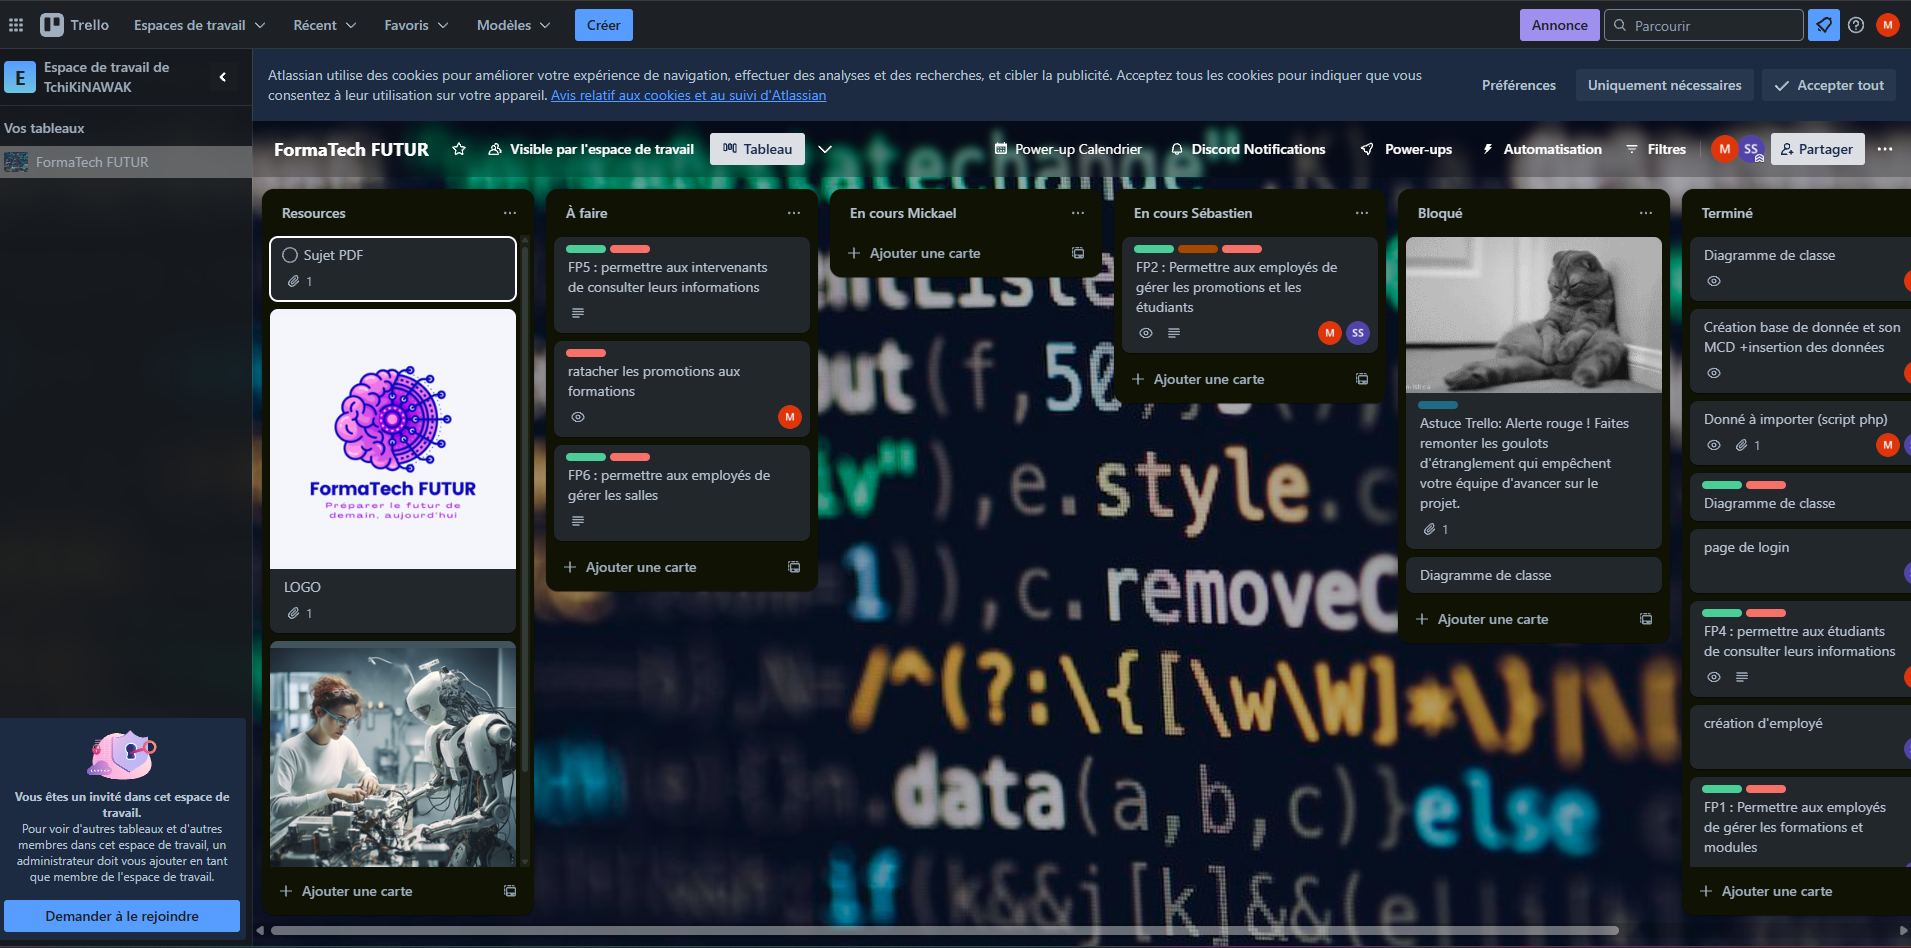 Trello
Espaces de travail
Récent
Favoris
Modèles
Créer
Annonce
Parcourir
M
E
Espace de travail de
TchiKiNAWAK
Vos tableaux
FormaTech FUTUR
Atlassian utilise des cookies pour améliorer votre expérience de navigation, effectuer des analyses et des recherches, et cibler la publicité. Acceptez tous les cookies pour indiquer que vous
consentez à leur utilisation sur votre appareil. Avis relatif aux cookies et au suivi d'Atlassian
Préférences
Uniquement nécessaires
Accepter tout
FormaTech FUTUR
Visible par l'espace de travail
Tableau
Power-up Calendrier
Discord Notifications
Power-ups
Automatisation
Filtres
M
SS
Partager
Resources
Sujet PDF
1
FormaTech FUTUR
Préparer le futur de
demain, aujourd'hui
LOGO
1
Ajouter une carte
À faire
FP5 : permettre aux intervenants
de consulter leurs informations
ratacher les promotions aux
formations
M
FP6 : permettre aux employés de
gérer les salles
Ajouter une carte
En cours Mickael
Ajouter une carte
En cours Sébastien
FP2 : Permettre aux employés de
gérer les promotions et les
étudiants
M
SS
Ajouter une carte
Bloqué
Astuce Trello: Alerte rouge ! Faites
remonter les goulots
d'étranglement qui empêchent
votre équipe d'avancer sur le
projet.
1
Diagramme de classe
Ajouter une carte
Terminé
Diagramme de classe
Création base de donnée et son
MCD +insertion des données
Donné à importer (script php)
1
M
Diagramme de classe
page de login
FP4 : permettre aux étudiants
de consulter leurs informations
création d'employé
FP1 : Permettre aux employés
de gérer les formations et
modules
Ajouter une carte
(f,50
),e.style.c
1)),c.removeC
/^(?:\{[\w\W]*\}\
data(a,b,c)}else
if(k&&j[k]&&(e
Vous êtes un invité dans cet espace de
travail.
Pour voir d'autres tableaux et d'autres
membres dans cet espace de travail, un
administrateur doit vous ajouter en tant
que membre de l'espace de travail.
Demander à le rejoindre